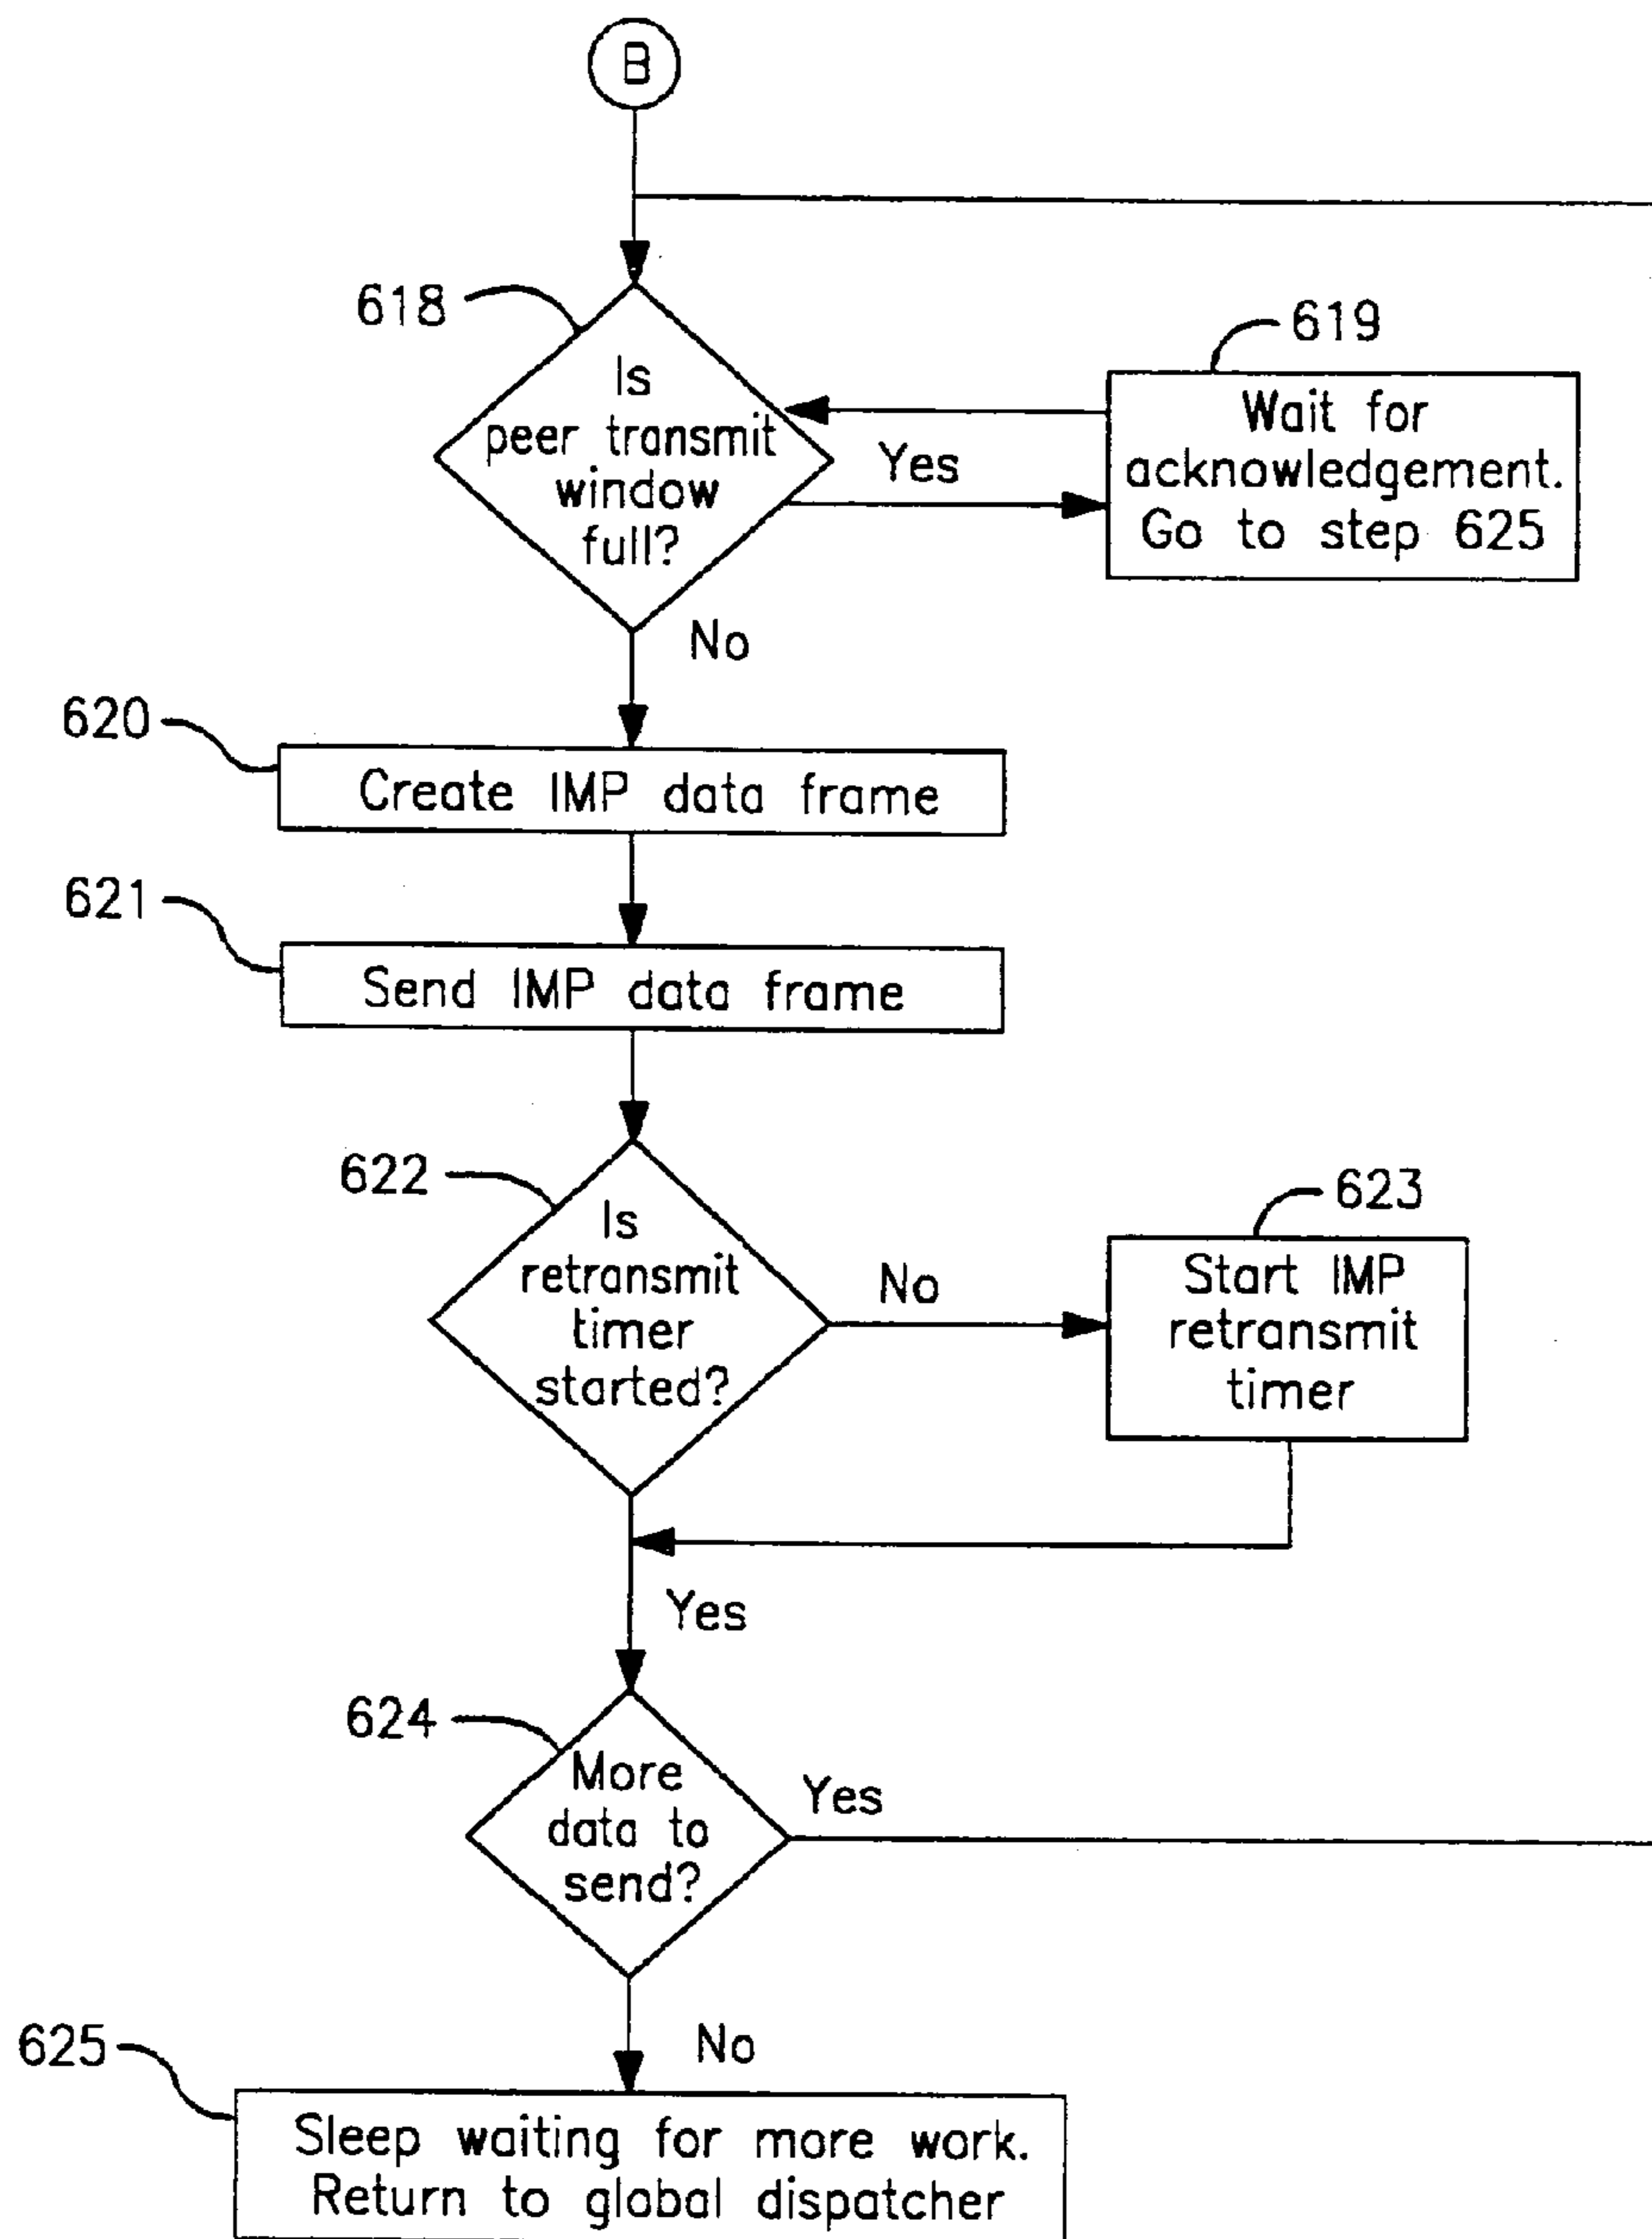 B
618
Is
peer transmit
window
full?
Yes
619
Wait for
acknowledgement.
Go to step 625
No
620
Create IMP data frame
621
Send IMP data frame
622
Is
retransmit
timer
started?
No
623
Start IMP
retransmit
timer
Yes
624
More
data to
send?
Yes
No
625
Sleep waiting for more work.
Return to global dispatcher